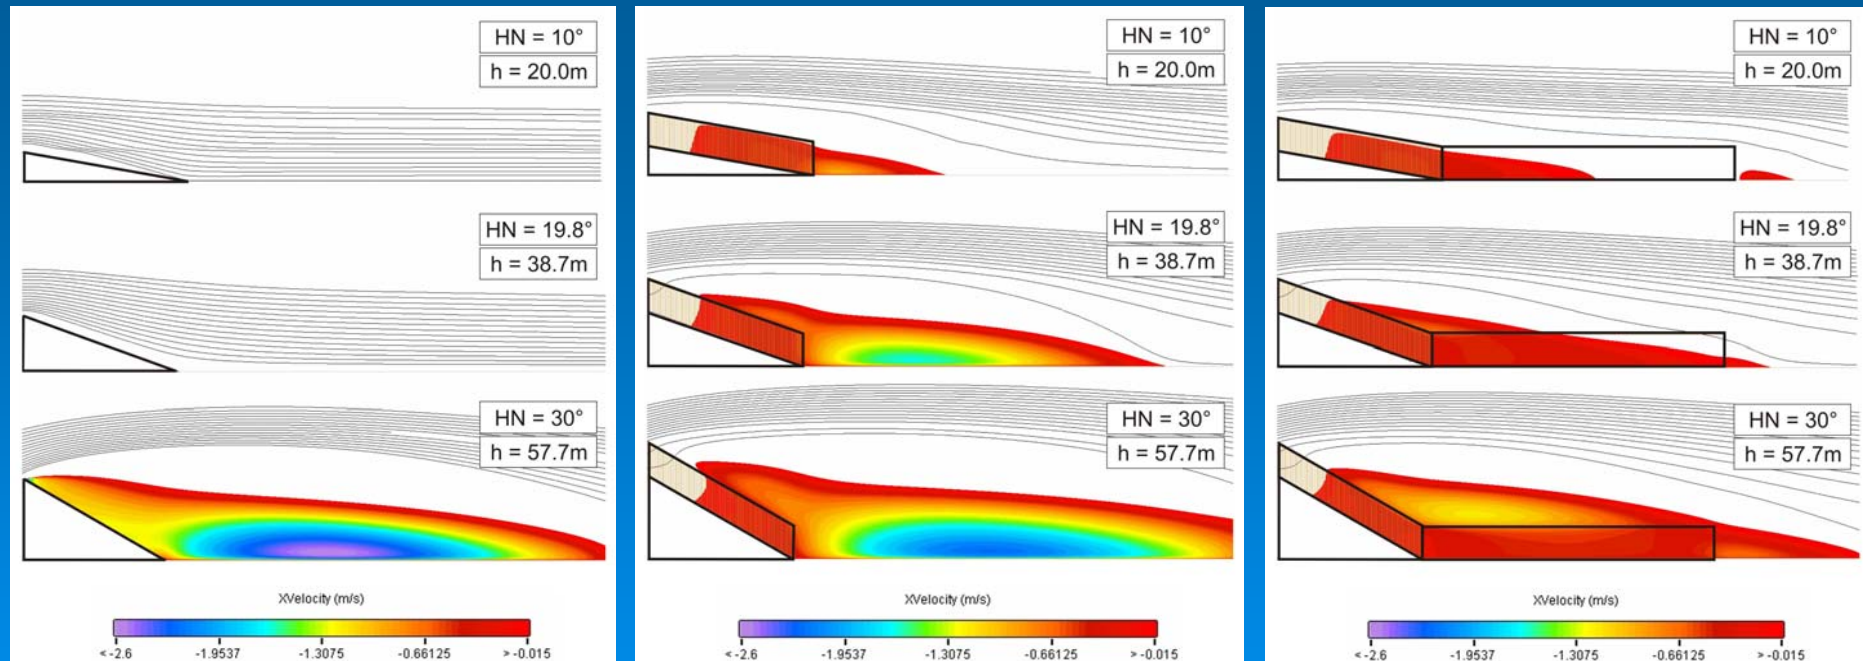 HN = 10°
h = 20.0m
HN = 19.8°
h = 38.7m
HN = 30°
h = 57.7m
XVelocity (m/s)
< -2.6 -1.9537 -1.3075 -0.66125 > -0.015
HN = 10°
h = 20.0m
HN = 19.8°
h = 38.7m
HN = 30°
h = 57.7m
XVelocity (m/s)
< -2.6 -1.9537 -1.3075 -0.66125 > -0.015
HN = 10°
h = 20.0m
HN = 19.8°
h = 38.7m
HN = 30°
h = 57.7m
XVelocity (m/s)
< -2.6 -1.9537 -1.3075 -0.66125 > -0.015